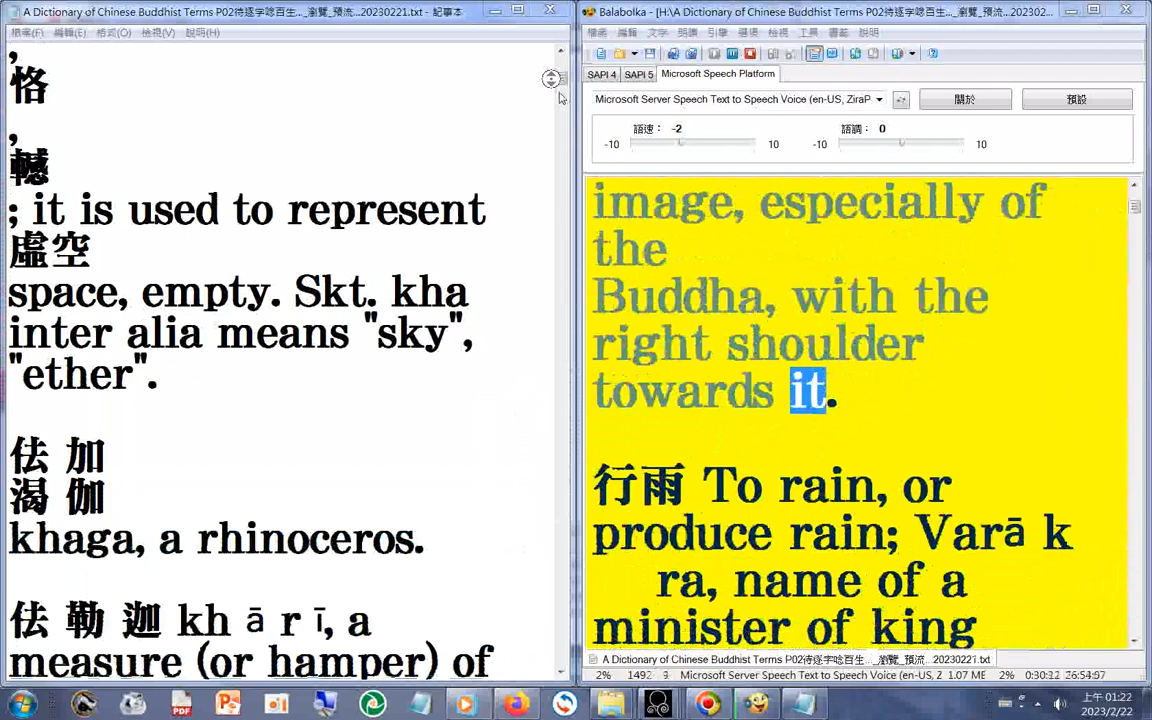 A Dictionary of Chinese Buddhist Terms P02待逐字唸百生..._瀏覽_預流...20230221.txt - 記事本
檔案(F) 編輯(E) 格式(O) 檢視(V) 說明(H)
,
恪
,
轗
; it is used to represent
虛空
space, empty. Skt. kha
inter alia means "sky",
"ether".
佉 加
渴 伽
khaga, a rhinoceros.
佉 勒 迦 kh ā r ī, a
measure (or hamper) of
Balabolka - [H:\A Dictionary of Chinese Buddhist Terms P02待逐字唸百生..._瀏覽_預流...202302...
檔案 編輯 文字 朗讀 引擎 選項 檢視 工具 書籤 說明
SAPI 4 SAPI 5 Microsoft Speech Platform
Microsoft Server Speech Text to Speech Voice (en-US, ZiraP
關於
預設
語速： -2
語調： 0
-10 10 -10 10
image, especially of
the
Buddha, with the
right shoulder
towards it.
行雨 To rain, or
produce rain; Varā k
ra, name of a
minister of king
A Dictionary of Chinese Buddhist Terms P02待逐字唸百生..._瀏覽_預流...20230221.txt
2% 1492 Microsoft Server Speech Text to Speech Voice (en-US, Z 1.07 ME 2% 0:30:12 26:54:07
上午 01:22
2023/2/22